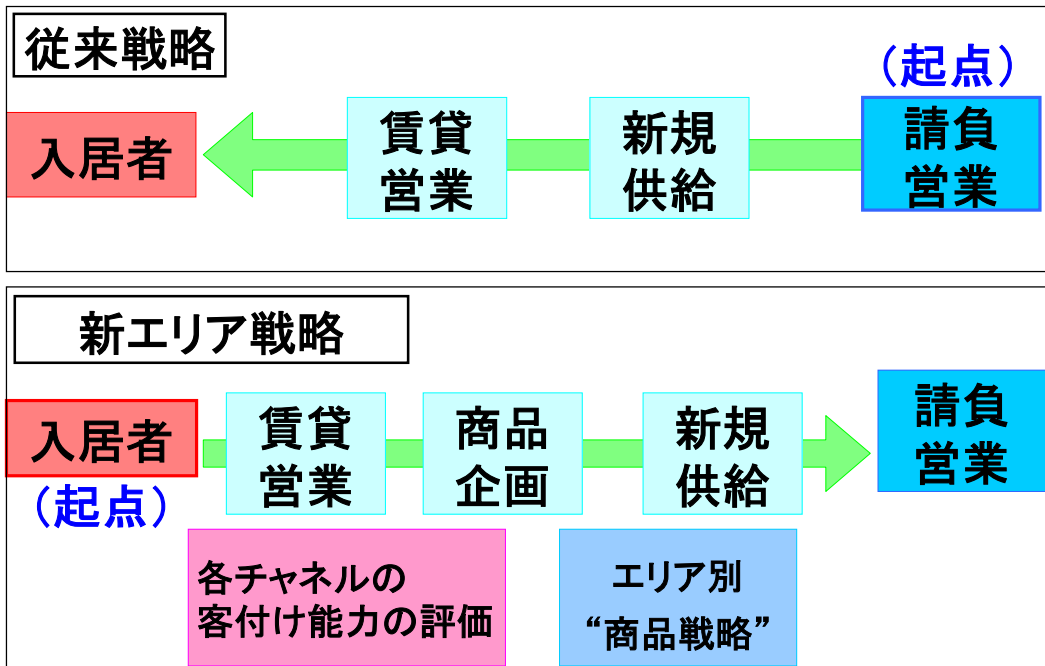 従来戦略
（起点）
入居者
賃貸
営業
新規
供給
請負
営業
新エリア戦略
入居者
（起点）
賃貸
営業
商品
企画
新規
供給
請負
営業
各チャネルの
客付け能力の評価
エリア別
“商品戦略”